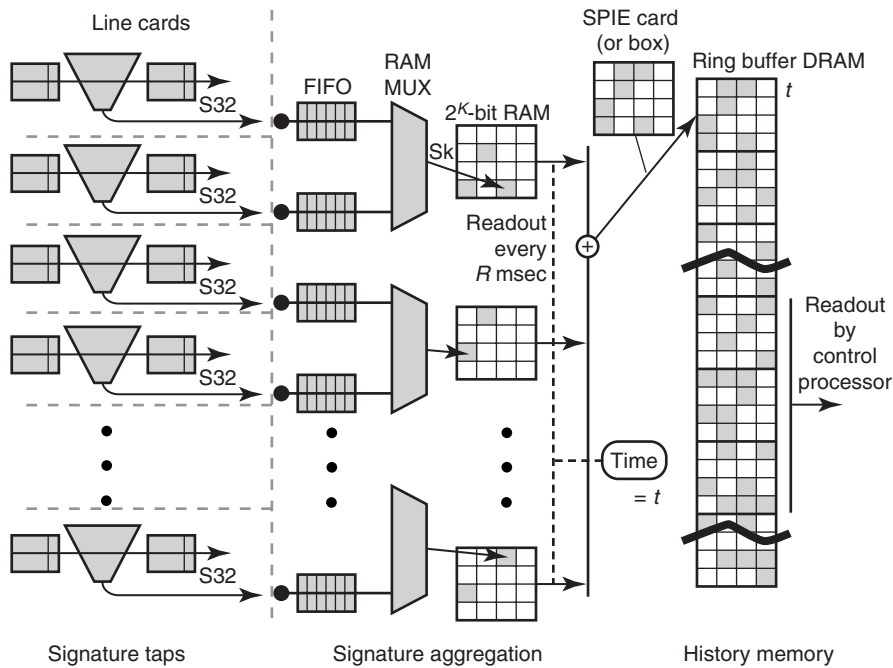 Line cards
SPIE card
(or box)
Ring buffer DRAM
t
FIFO
RAM
MUX
2^K-bit RAM
S32
Sk
S32
Readout
every
R msec
S32
Readout
by
control
processor
S32
Time
= t
S32
Signature taps
Signature aggregation
History memory